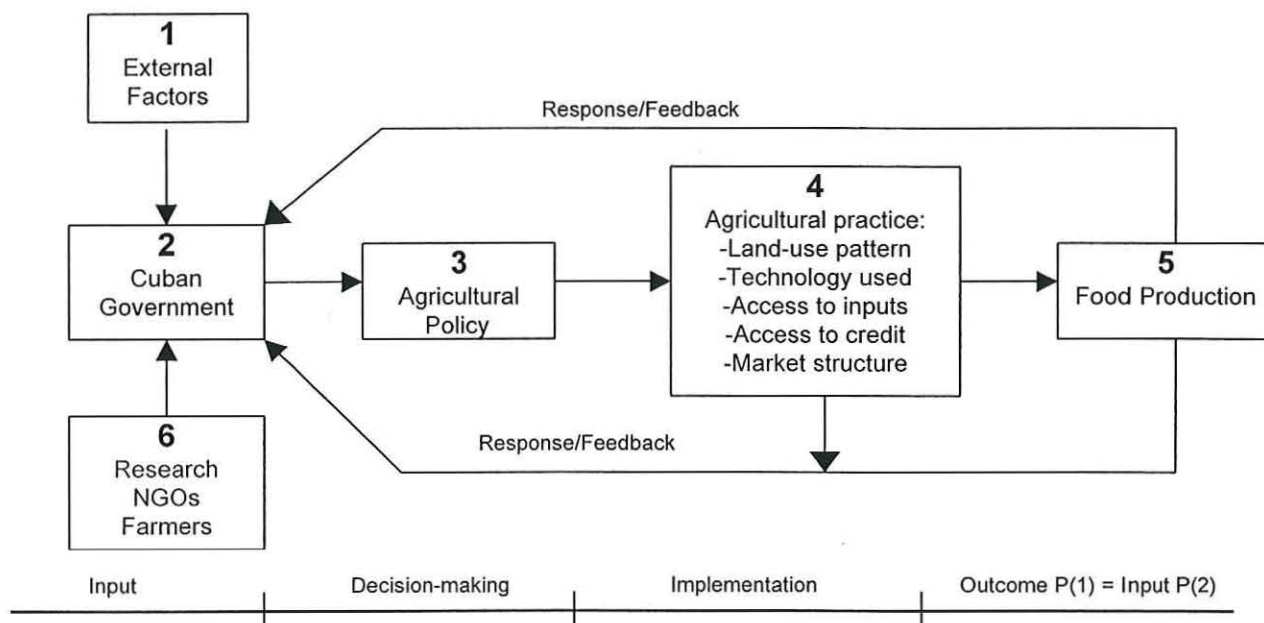 1
External
Factors
Response/Feedback
2
Cuban
Government
3
Agricultural
Policy
4
Agricultural practice:
-Land-use pattern
-Technology used
-Access to inputs
-Access to credit
-Market structure
5
Food Production
6
Research
NGOs
Farmers
Response/Feedback
Input
Decision-making
Implementation
Outcome P(1) = Input P(2)